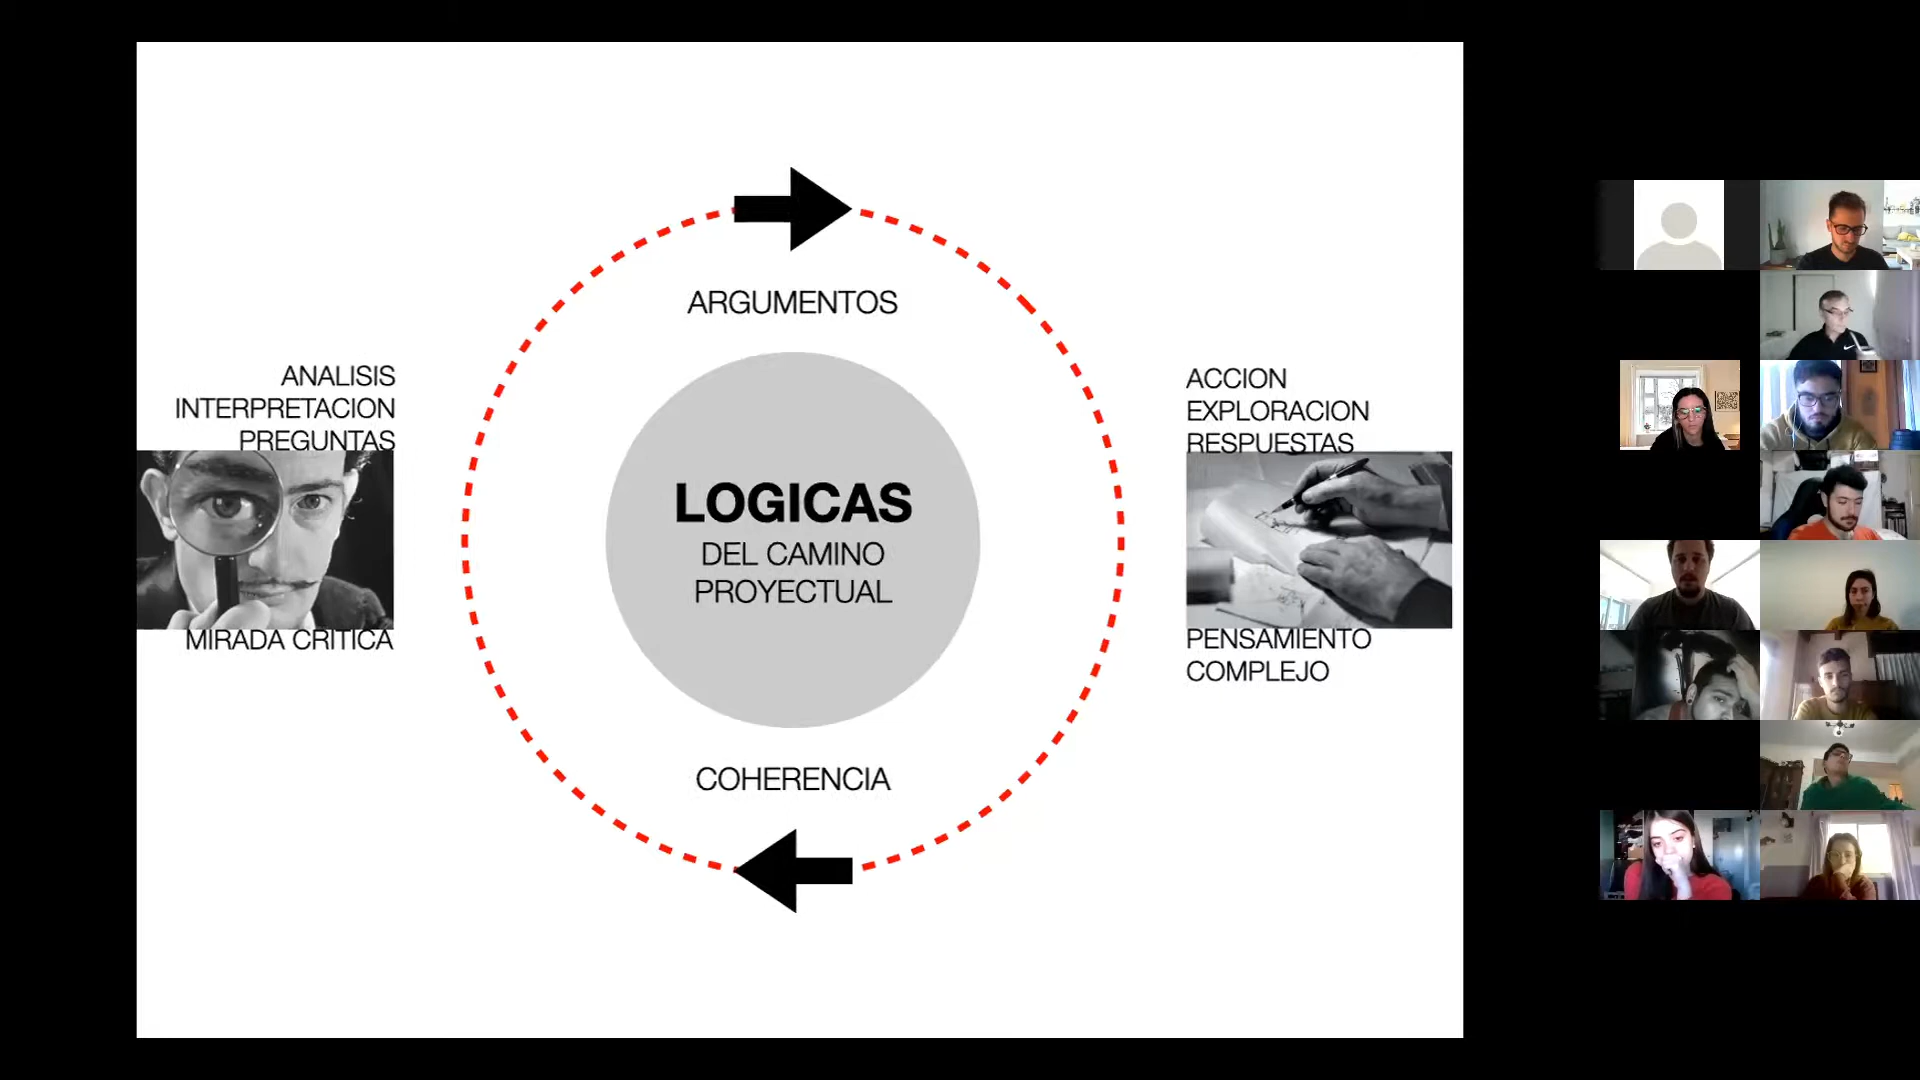 ARGUMENTOS
ANALISIS
INTERPRETACION
PREGUNTAS
MIRADA CRITICA
LOGICAS
DEL CAMINO
PROYECTUAL
ACCION
EXPLORACION
RESPUESTAS
PENSAMIENTO
COMPLEJO
COHERENCIA